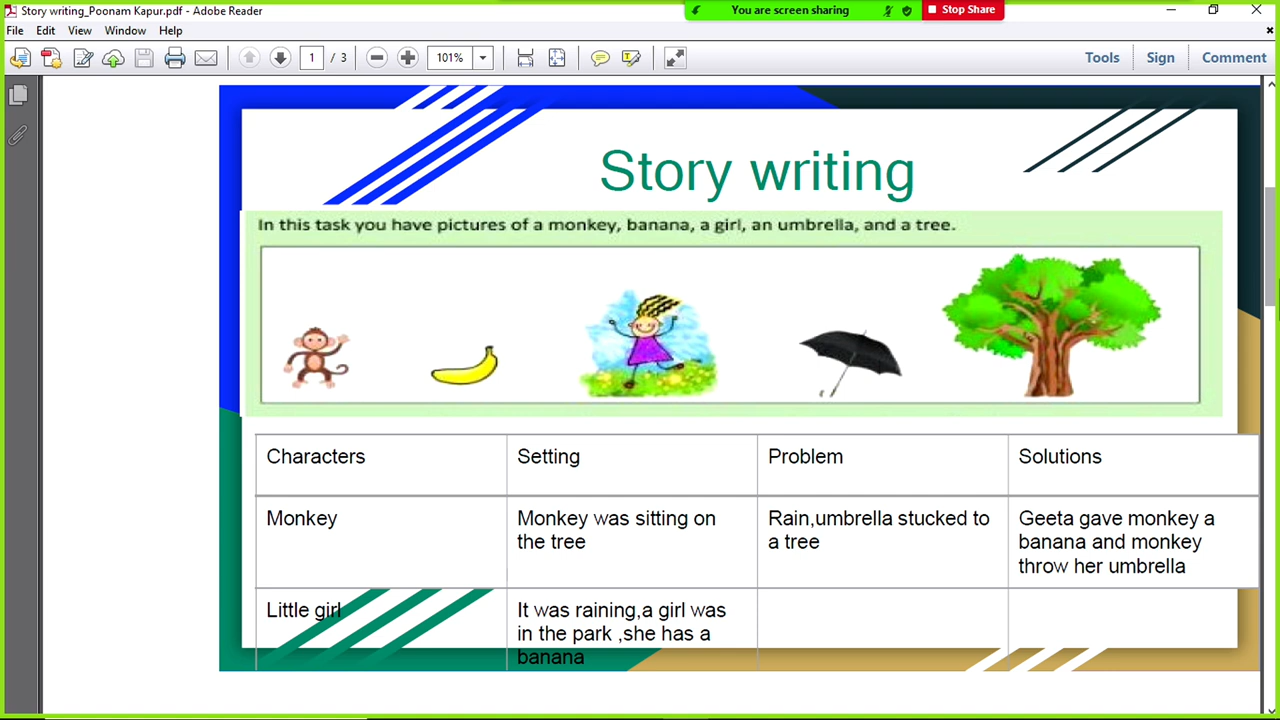 Story writing_Poonam Kapur.pdf - Adobe Reader
You are screen sharing
Stop Share
File Edit View Window Help
1 / 3
101%
Tools Sign Comment
Story writing
In this task you have pictures of a monkey, banana, a girl, an umbrella, and a tree.
Characters Setting Problem Solutions
Monkey Monkey was sitting on Rain,umbrella stucked to Geeta gave monkey a
the tree a tree banana and monkey
throw her umbrella
Little girl It was raining,a girl was
in the park ,she has a
banana